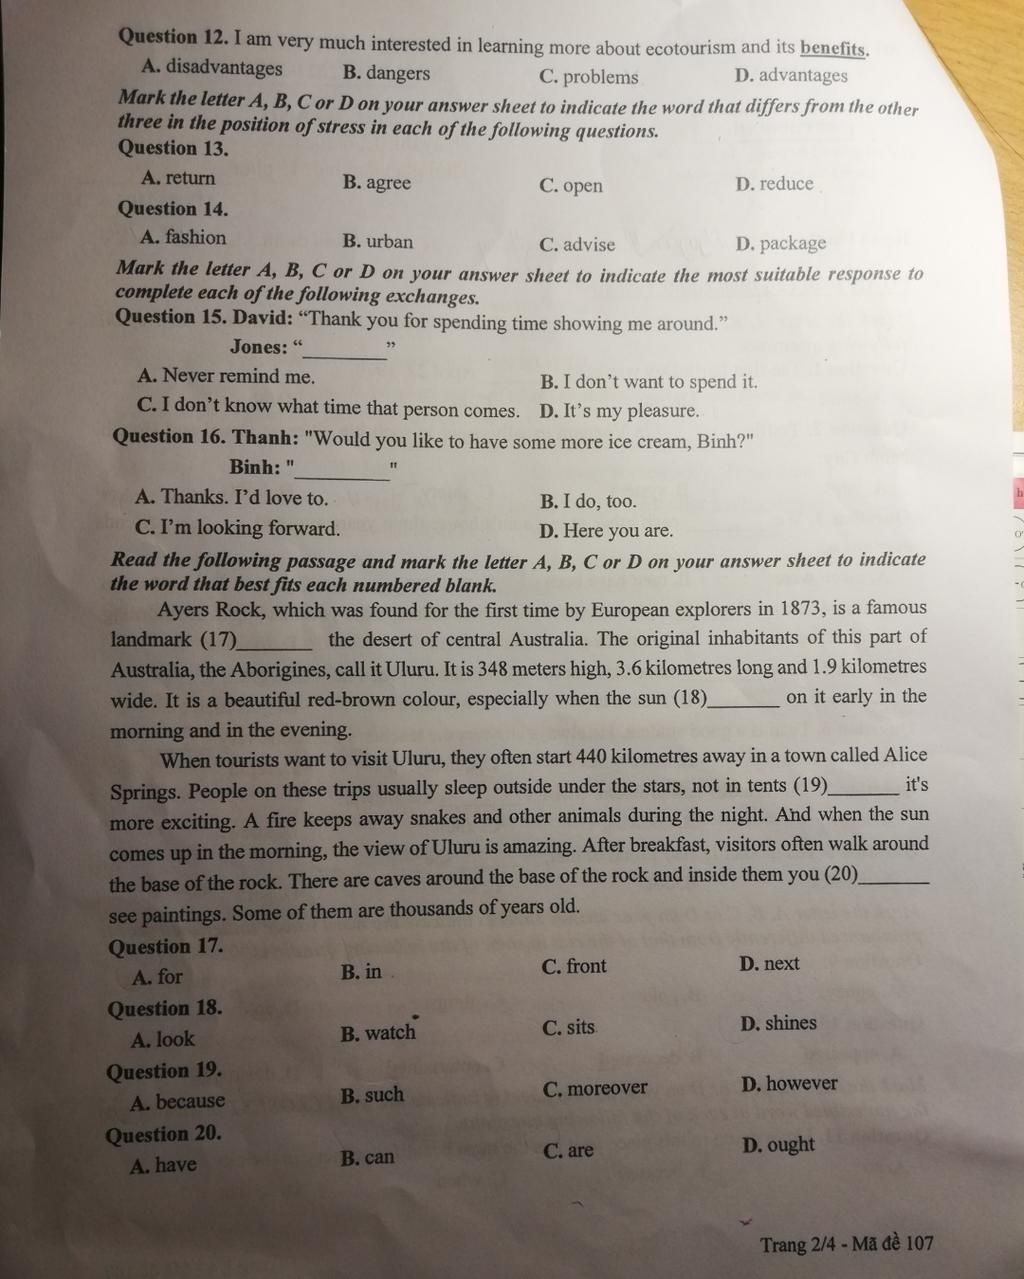 Question 12. I am very much interested in learning more about ecotourism and its benefits.
A. disadvantages B. dangers C. problems D. advantages
Mark the letter A, B, C or D on your answer sheet to indicate the word that differs from the other
three in the position of stress in each of the following questions.
Question 13.
A. return B. agree C. open D. reduce
Question 14.
A. fashion B. urban C. advise D. package
Mark the letter A, B, C or D on your answer sheet to indicate the most suitable response to
complete each of the following exchanges.
Question 15. David: “Thank you for spending time showing me around.”
Jones: “_________”
A. Never remind me. B. I don’t want to spend it.
C. I don’t know what time that person comes. D. It’s my pleasure.
Question 16. Thanh: "Would you like to have some more ice cream, Binh?"
Binh: "__________"
A. Thanks. I’d love to. B. I do, too.
C. I’m looking forward. D. Here you are.
Read the following passage and mark the letter A, B, C or D on your answer sheet to indicate
the word that best fits each numbered blank.
Ayers Rock, which was found for the first time by European explorers in 1873, is a famous
landmark (17)________ the desert of central Australia. The original inhabitants of this part of
Australia, the Aborigines, call it Uluru. It is 348 meters high, 3.6 kilometres long and 1.9 kilometres
wide. It is a beautiful red-brown colour, especially when the sun (18)_______ on it early in the
morning and in the evening.
When tourists want to visit Uluru, they often start 440 kilometres away in a town called Alice
Springs. People on these trips usually sleep outside under the stars, not in tents (19)_______ it's
more exciting. A fire keeps away snakes and other animals during the night. And when the sun
comes up in the morning, the view of Uluru is amazing. After breakfast, visitors often walk around
the base of the rock. There are caves around the base of the rock and inside them you (20)_______
see paintings. Some of them are thousands of years old.
Question 17.
A. for B. in C. front D. next
Question 18.
A. look B. watch C. sits D. shines
Question 19.
A. because B. such C. moreover D. however
Question 20.
A. have B. can C. are D. ought
Trang 2/4 - Mã đề 107